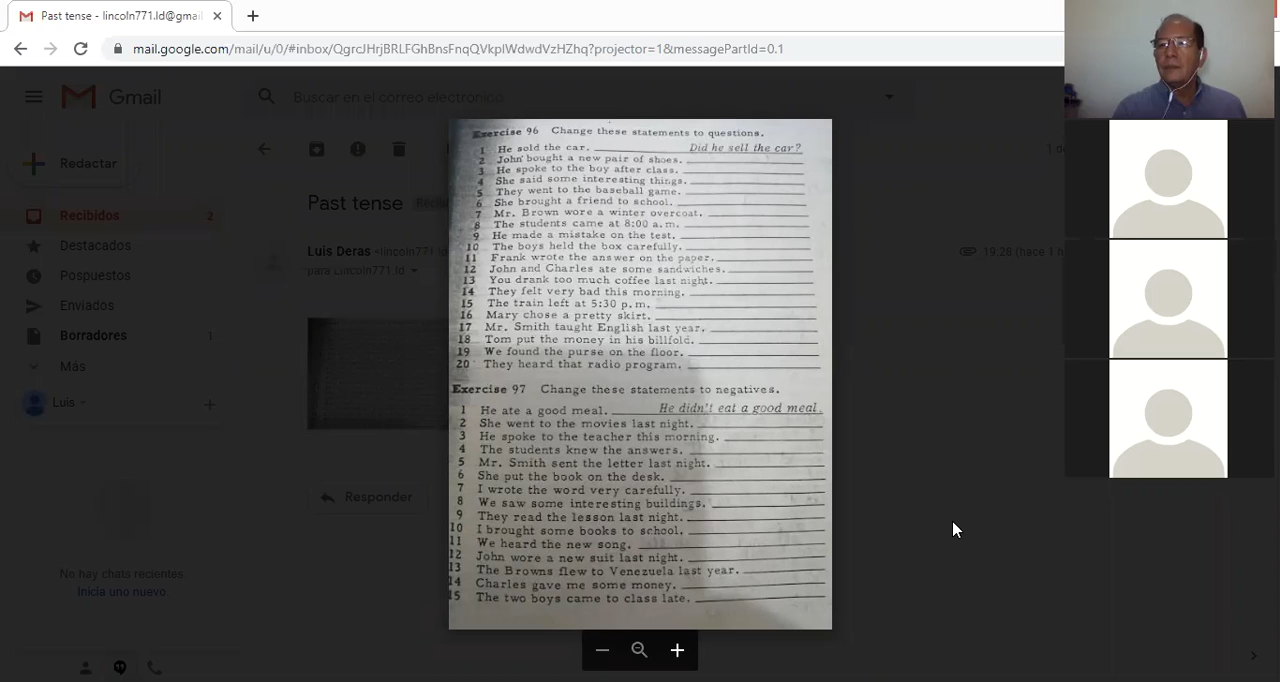 Past tense - lincoln771.ld@gmai
mail.google.com/mail/u/0/#inbox/QgrcJHrjBRLFGhBnsFnqQVkplWdwdVzHZhq?projector=1&messagePartId=0.1
Gmail
Buscar en el correo electrónico
Redactar
Recibidos 2
Destacados
Pospuestos
Enviados
Borradores 1
Más
Luis
No hay chats recientes
Inicia uno nuevo
Past tense
Luis Deras <lincoln771.ld@gmai
para Lincoln771.ld
19:28 (hace 1 h
Responder
Exercise 96 Change these statements to questions.
1 He sold the car. Did he sell the car?
2 John bought a new pair of shoes.
3 He spoke to the boy after class.
4 She said some interesting things.
5 They went to the baseball game.
6 She brought a friend to school.
7 Mr. Brown wore a winter overcoat.
8 The students came at 8:00 a.m.
9 He made a mistake on the test.
10 The boys held the box carefully.
11 Frank wrote the answer on the paper.
12 John and Charles ate some sandwiches.
13 You drank too much coffee last night.
14 They felt very bad this morning.
15 The train left at 5:30 p.m.
16 Mary chose a pretty skirt.
17 Mr. Smith taught English last year.
18 Tom put the money in his billfold.
19 We found the purse on the floor.
20 They heard that radio program.
Exercise 97 Change these statements to negatives.
1 He ate a good meal. He didn't eat a good meal.
2 She went to the movies last night.
3 He spoke to the teacher this morning.
4 The students knew the answers.
5 Mr. Smith sent the letter last night.
6 She put the book on the desk.
7 I wrote the word very carefully.
8 We saw some interesting buildings.
9 They read the lesson last night.
10 I brought some books to school.
11 We heard the new song.
12 John wore a new suit last night.
13 The Browns flew to Venezuela last year.
14 Charles gave me some money.
15 The two boys came to class late.